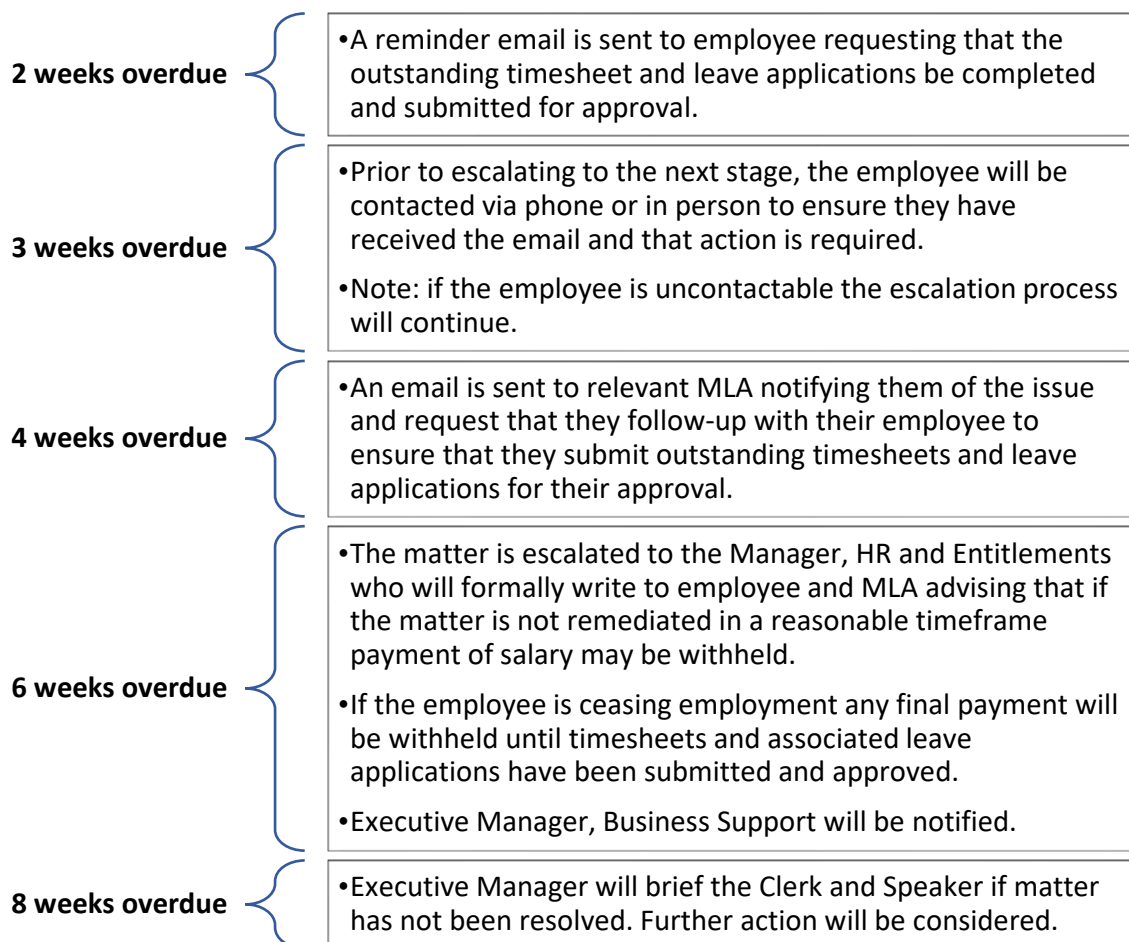 2 weeks overdue
•A reminder email is sent to employee requesting that the
outstanding timesheet and leave applications be completed
and submitted for approval.
3 weeks overdue
•Prior to escalating to the next stage, the employee will be
contacted via phone or in person to ensure they have
received the email and that action is required.
•Note: if the employee is uncontactable the escalation process
will continue.
4 weeks overdue
•An email is sent to relevant MLA notifying them of the issue
and request that they follow-up with their employee to
ensure that they submit outstanding timesheets and leave
applications for their approval.
6 weeks overdue
•The matter is escalated to the Manager, HR and Entitlements
who will formally write to employee and MLA advising that if
the matter is not remediated in a reasonable timeframe
payment of salary may be withheld.
•If the employee is ceasing employment any final payment will
be withheld until timesheets and associated leave
applications have been submitted and approved.
•Executive Manager, Business Support will be notified.
8 weeks overdue
•Executive Manager will brief the Clerk and Speaker if matter
has not been resolved. Further action will be considered.